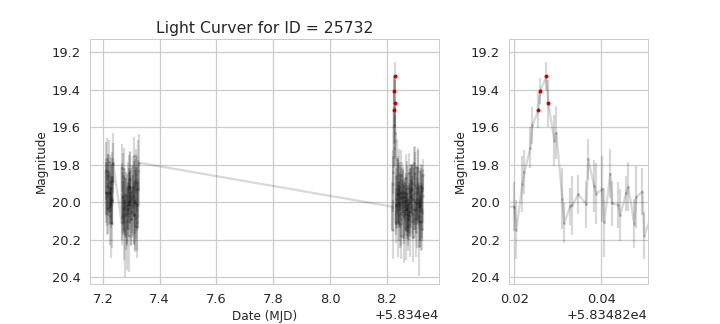 Light Curver for ID = 25732
19.2
19.4
19.6
19.8
20.0
20.2
20.4
Magnitude
7.2 7.4 7.6 7.8 8.0 8.2
Date (MJD) +5.834e4
19.2
19.4
19.6
19.8
20.0
20.2
20.4
Magnitude
0.02 0.04
+5.83482e4